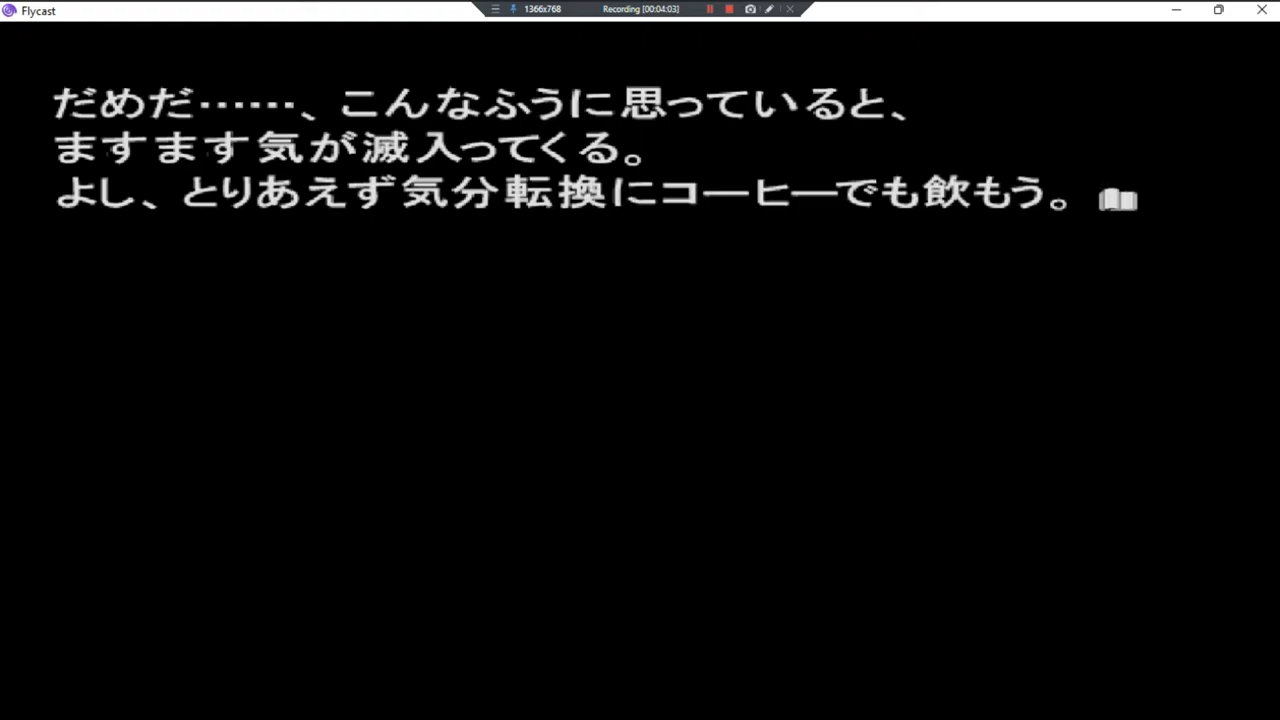 Flycast
1366x768
Recording [00:04:03]
だめだ……、こんなふうに思っていると、
ますます気が滅入ってくる。
よし、とりあえず気分転換にコーヒーでも飲もう。